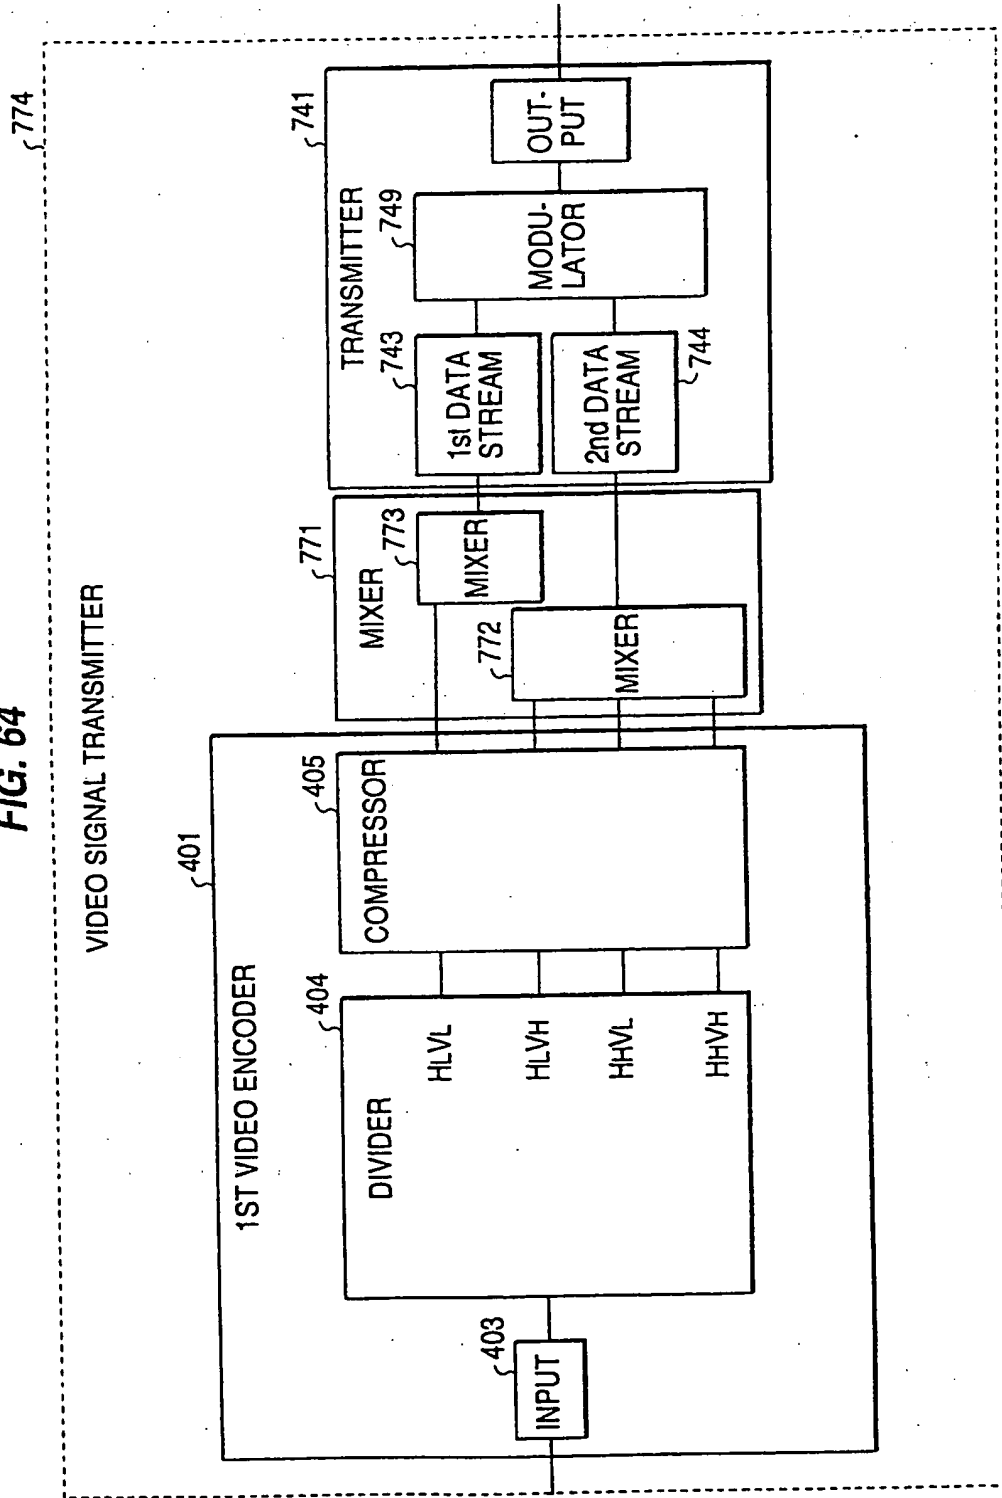 FIG. 64
774
VIDEO SIGNAL TRANSMITTER
401
1ST VIDEO ENCODER
403
INPUT
404
DIVIDER
HLVL
HLVH
HHVL
HHVH
405
COMPRESSOR
771
MIXER
773
MIXER
772
MIXER
741
TRANSMITTER
743
1st DATA
STREAM
2nd DATA
STREAM
744
749
MODU-
LATOR
OUT-
PUT